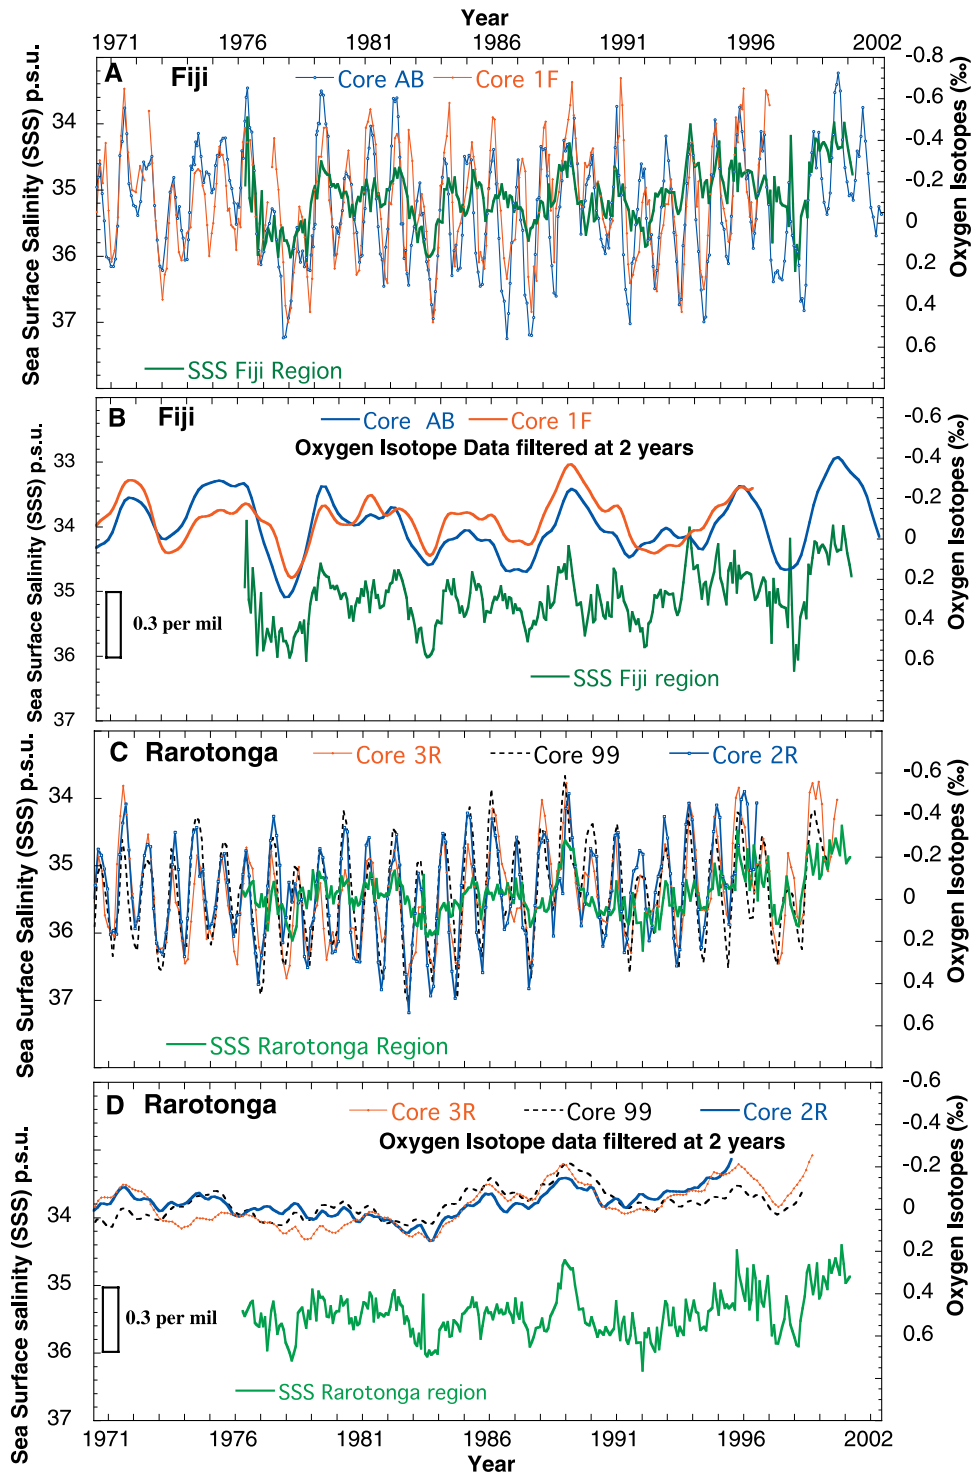 Year
1971 1976 1981 1986 1991 1996 2002
A Fiji Core AB Core 1F
Sea Surface Salinity (SSS) p.s.u.
34
35
36
37
Oxygen Isotopes (‰)
-0.8
-0.6
-0.4
-0.2
0
0.2
0.4
0.6
SSS Fiji Region
B Fiji Core AB Core 1F
Oxygen Isotope Data filtered at 2 years
Sea Surface Salinity (SSS) p.s.u.
33
34
35
36
37
Oxygen Isotopes (‰)
-0.6
-0.4
-0.2
0
0.2
0.4
0.6
0.3 per mil
SSS Fiji region
C Rarotonga Core 3R Core 99 Core 2R
Sea Surface Salinity (SSS) p.s.u.
34
35
36
37
Oxygen Isotopes (‰)
-0.6
-0.4
-0.2
0
0.2
0.4
0.6
SSS Rarotonga Region
D Rarotonga Core 3R Core 99 Core 2R
Oxygen Isotope data filtered at 2 years
Sea Surface salinity (SSS) p.s.u.
34
35
36
37
Oxygen Isotopes (‰)
-0.6
-0.4
-0.2
0
0.2
0.4
0.6
0.3 per mil
SSS Rarotonga region
1971 1976 1981 1986 1991 1996 2002
Year